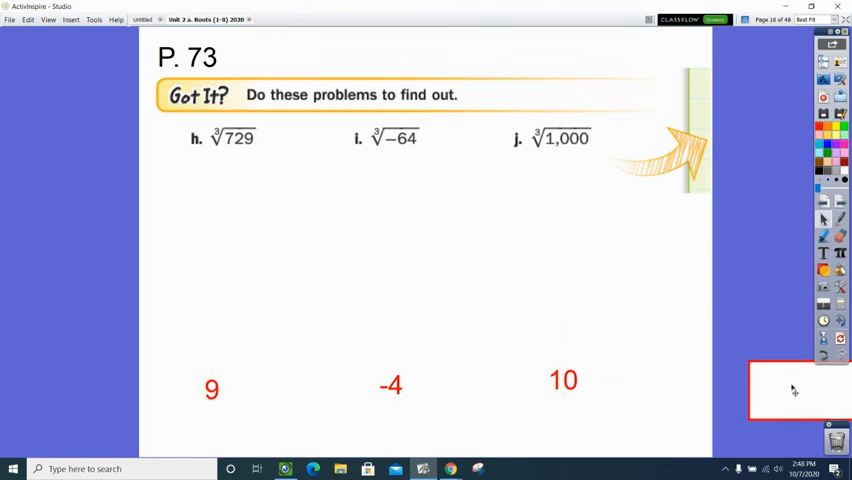 ActivInspire - Studio
File Edit View Insert Tools Help Untitled Unit 2 a. Roots (1-8) 2020 CLASSFLOW Connect Page 16 of 48 Best Fit
P. 73
Got It? Do these problems to find out.
h. ∛729 i. ∛−64 j. ∛1,000
9 -4 10
Type here to search
2:48 PM
10/7/2020
2